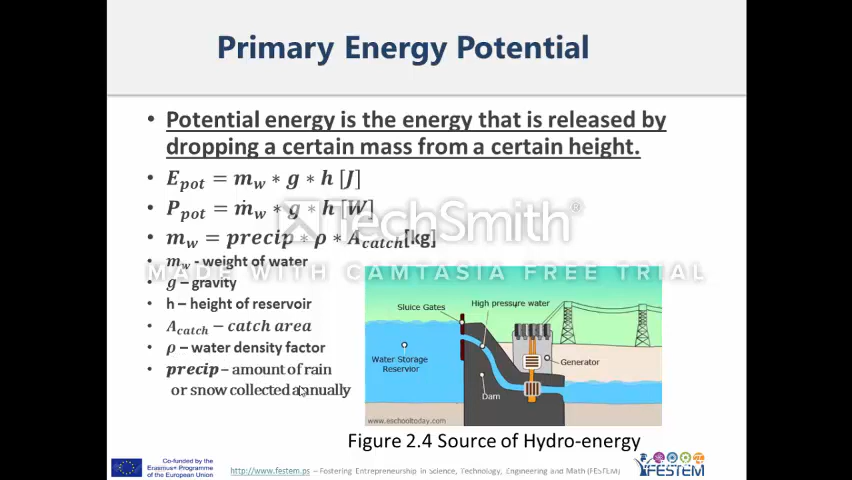 Primary Energy Potential
• Potential energy is the energy that is released by
dropping a certain mass from a certain height.
• E_pot = m_w * g * h [J]
• P_pot = ṁ_w * g * h [W]
• m_w = precip * ρ * A_catch[kg]
• m_w - weight of water
• g – gravity
• h – height of reservoir
• A_catch – catch area
• ρ – water density factor
• precip – amount of rain
or snow collected annually
TechSmith®
MADE WITH CAMTASIA FREE TRIAL
Sluice Gates
High pressure water
Water Storage
Reservoir
Generator
Dam
www.eschooltoday.com
Figure 2.4 Source of Hydro-energy
Co-funded by the
Erasmus+ Programme
of the European Union
http://www.festem.ps – Fostering Entrepreneurship in Science, Technology, Engineering and Math (FESTEM)
FESTEM